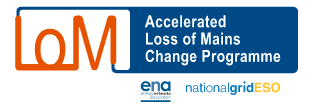 LoM
Accelerated
Loss of Mains
Change Programme
ena
energy networks
association
nationalgridESO